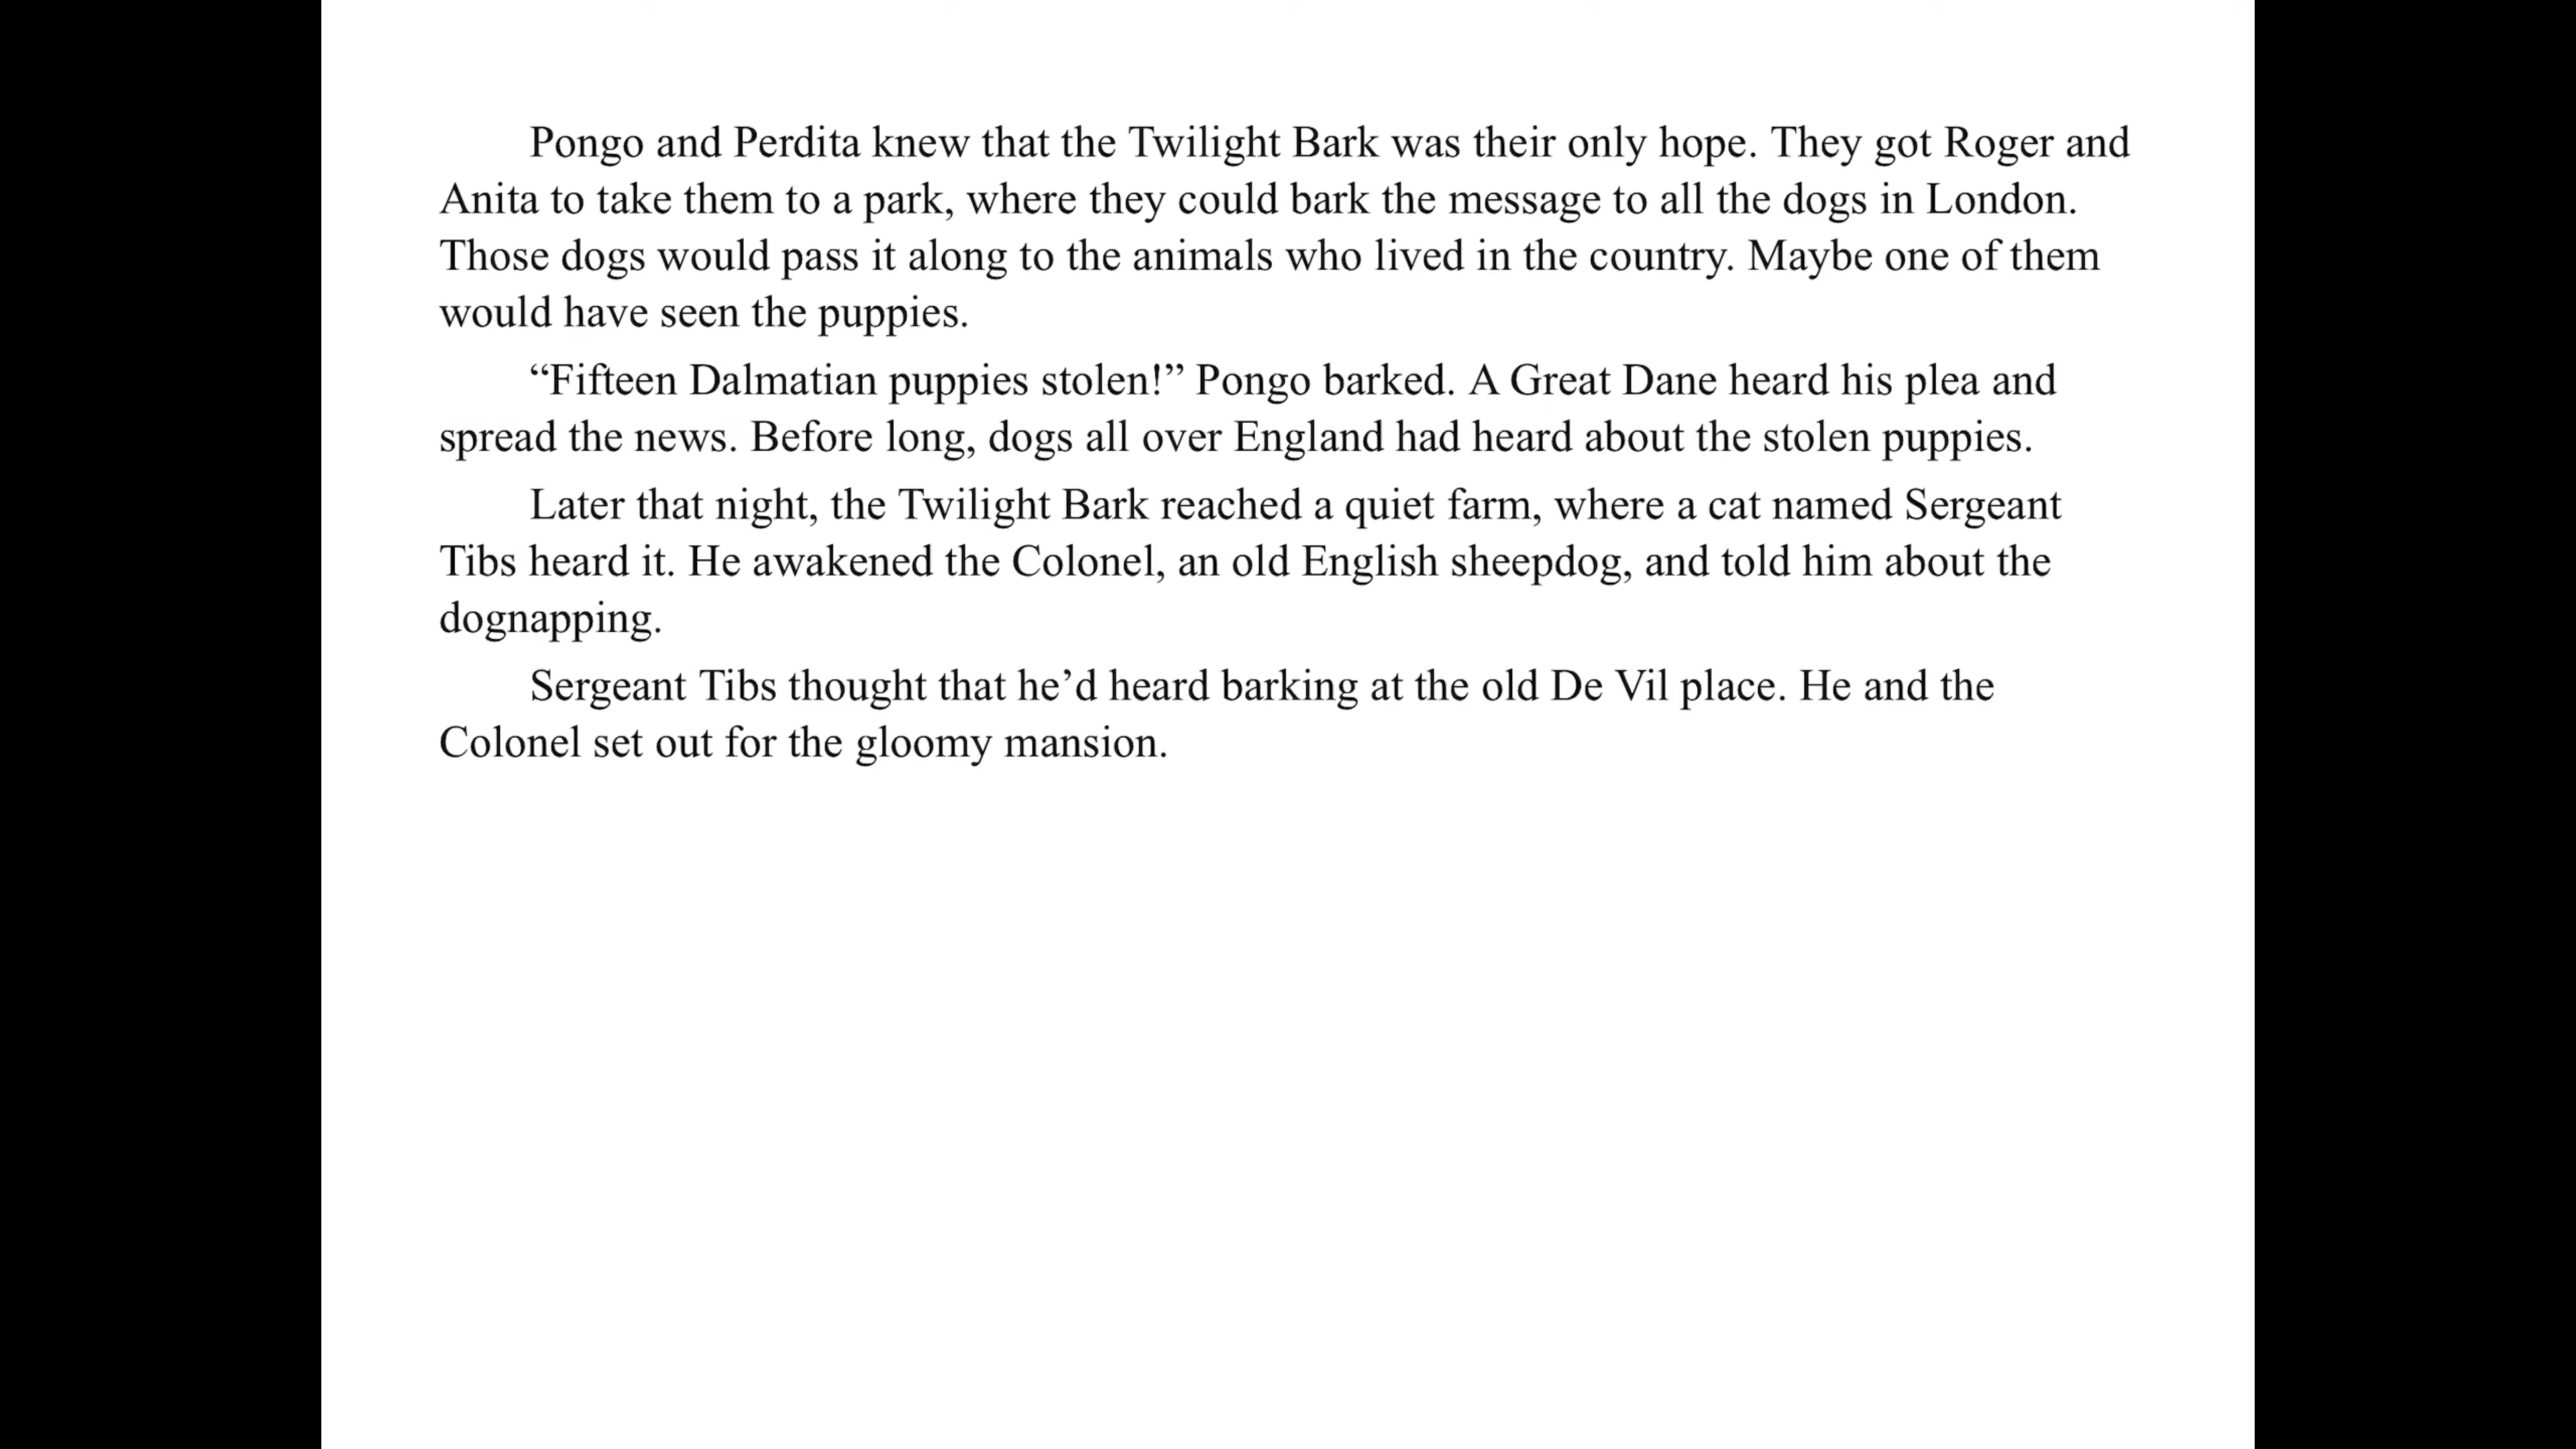 Pongo and Perdita knew that the Twilight Bark was their only hope. They got Roger and
Anita to take them to a park, where they could bark the message to all the dogs in London.
Those dogs would pass it along to the animals who lived in the country. Maybe one of them
would have seen the puppies.
“Fifteen Dalmatian puppies stolen!” Pongo barked. A Great Dane heard his plea and
spread the news. Before long, dogs all over England had heard about the stolen puppies.
Later that night, the Twilight Bark reached a quiet farm, where a cat named Sergeant
Tibs heard it. He awakened the Colonel, an old English sheepdog, and told him about the
dognapping.
Sergeant Tibs thought that he’d heard barking at the old De Vil place. He and the
Colonel set out for the gloomy mansion.